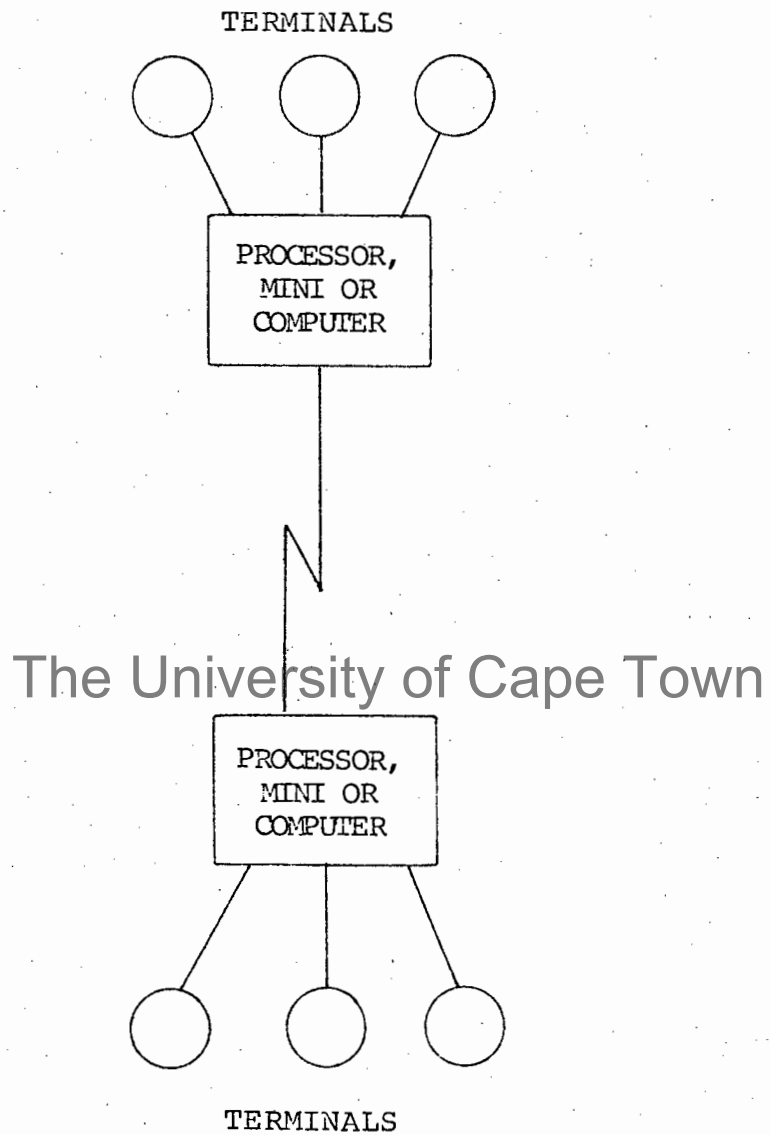 TERMINALS
PROCESSOR,
MINI OR
COMPUTER
The University of Cape Town
PROCESSOR,
MINI OR
COMPUTER
TERMINALS